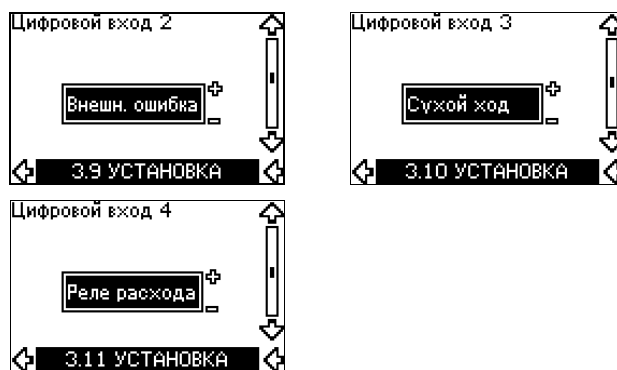 Цифровой вход 2
Внешн. ошибка
3.9 УСТАНОВКА
Цифровой вход 3
Сухой ход
3.10 УСТАНОВКА
Цифровой вход 4
Реле расхода
3.11 УСТАНОВКА